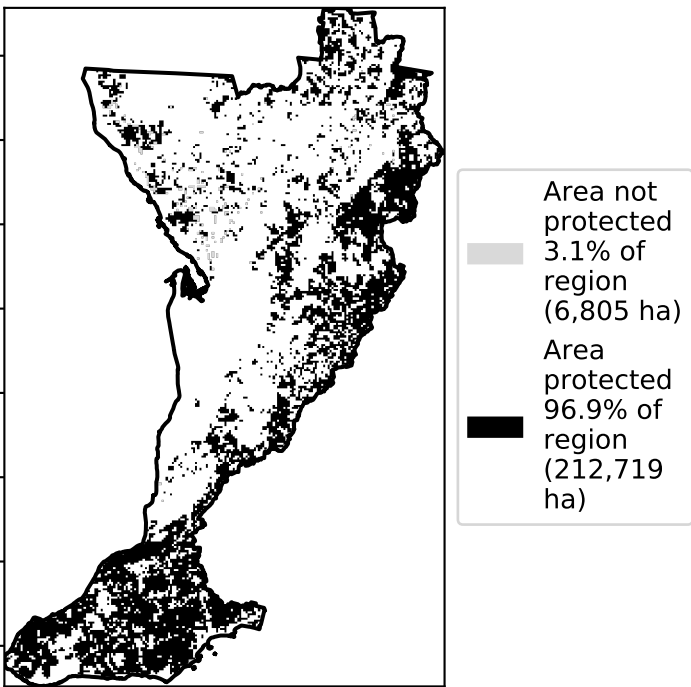 Area not
protected
3.1% of
region
(6,805 ha)
Area
protected
96.9% of
region
(212,719
ha)